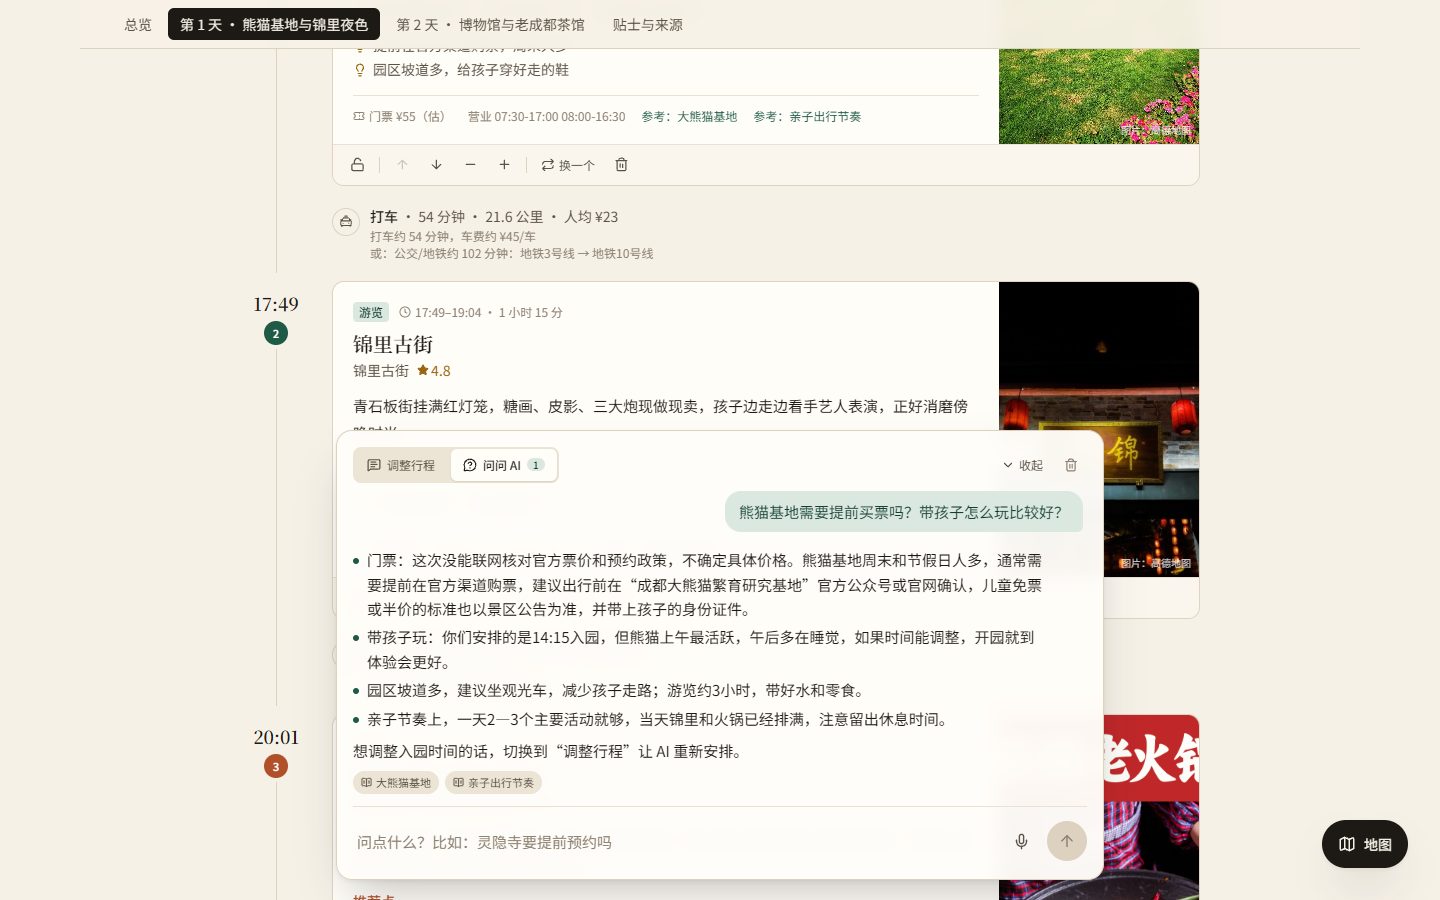 总览
第 1 天 · 熊猫基地与锦里夜色
第 2 天 · 博物馆与老成都茶馆
贴士与来源
园区坡道多，给孩子穿好走的鞋
门票 ¥55（估） 营业 07:30-17:00 08:00-16:30 参考：大熊猫基地 参考：亲子出行节奏
图片：高德地图
换一个
打车 · 54 分钟 · 21.6 公里 · 人均 ¥23
打车约 54 分钟，车费约 ¥45/车
或：公交/地铁约 102 分钟：地铁3号线 → 地铁10号线
17:49
2
游览 17:49–19:04 · 1 小时 15 分
锦里古街
锦里古街 4.8
青石板街挂满红灯笼，糖画、皮影、三大炮现做现卖，孩子边走边看手艺人表演，正好消磨傍
锦
图片：高德地图
调整行程
问问 AI 1
收起
熊猫基地需要提前买票吗？带孩子怎么玩比较好？
门票：这次没能联网核对官方票价和预约政策，不确定具体价格。熊猫基地周末和节假日人多，通常需
要提前在官方渠道购票，建议出行前在“成都大熊猫繁育研究基地”官方公众号或官网确认，儿童免票
或半价的标准也以景区公告为准，并带上孩子的身份证件。
带孩子玩：你们安排的是14:15入园，但熊猫上午最活跃，午后多在睡觉，如果时间能调整，开园就到
体验会更好。
园区坡道多，建议坐观光车，减少孩子走路；游览约3小时，带好水和零食。
亲子节奏上，一天2—3个主要活动就够，当天锦里和火锅已经排满，注意留出休息时间。
想调整入园时间的话，切换到“调整行程”让 AI 重新安排。
大熊猫基地
亲子出行节奏
问点什么？比如：灵隐寺要提前预约吗
20:01
3
老火锅
地图